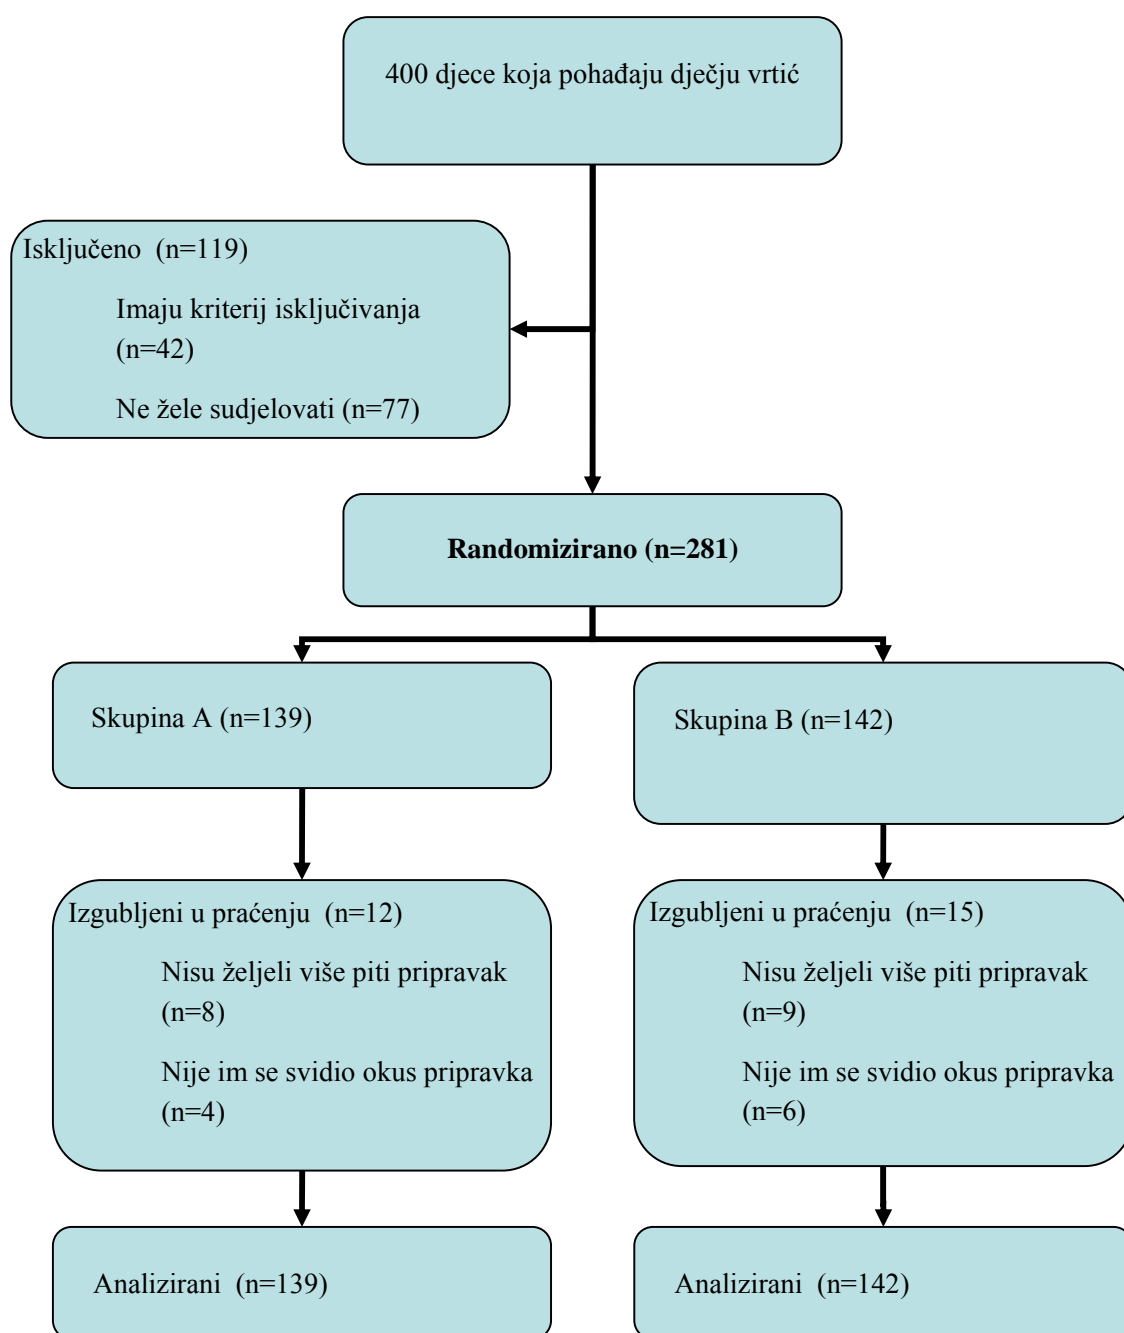 400 djece koja pohađaju dječju vrtić
Isključeno (n=119)
Imaju kriterij isključivanja
(n=42)
Ne žele sudjelovati (n=77)
Randomizirano (n=281)
Skupina A (n=139)
Skupina B (n=142)
Izgubljeni u praćenju (n=12)
Nisu željeli više piti pripravak
(n=8)
Nije im se svidio okus pripravka
(n=4)
Izgubljeni u praćenju (n=15)
Nisu željeli više piti pripravak
(n=9)
Nije im se svidio okus pripravka
(n=6)
Analizirani (n=139)
Analizirani (n=142)